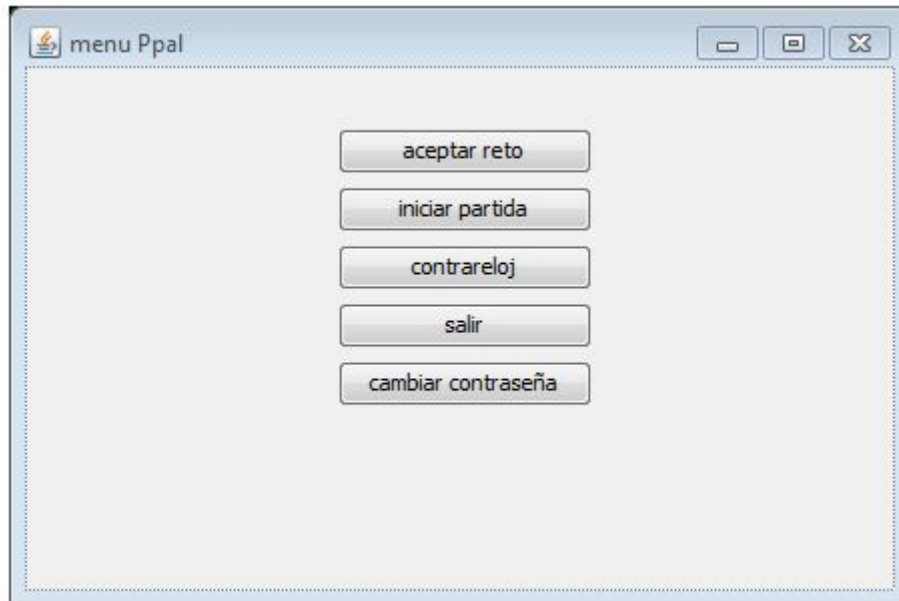 menu Ppal
aceptar reto
iniciar partida
contrareloj
salir
cambiar contraseña